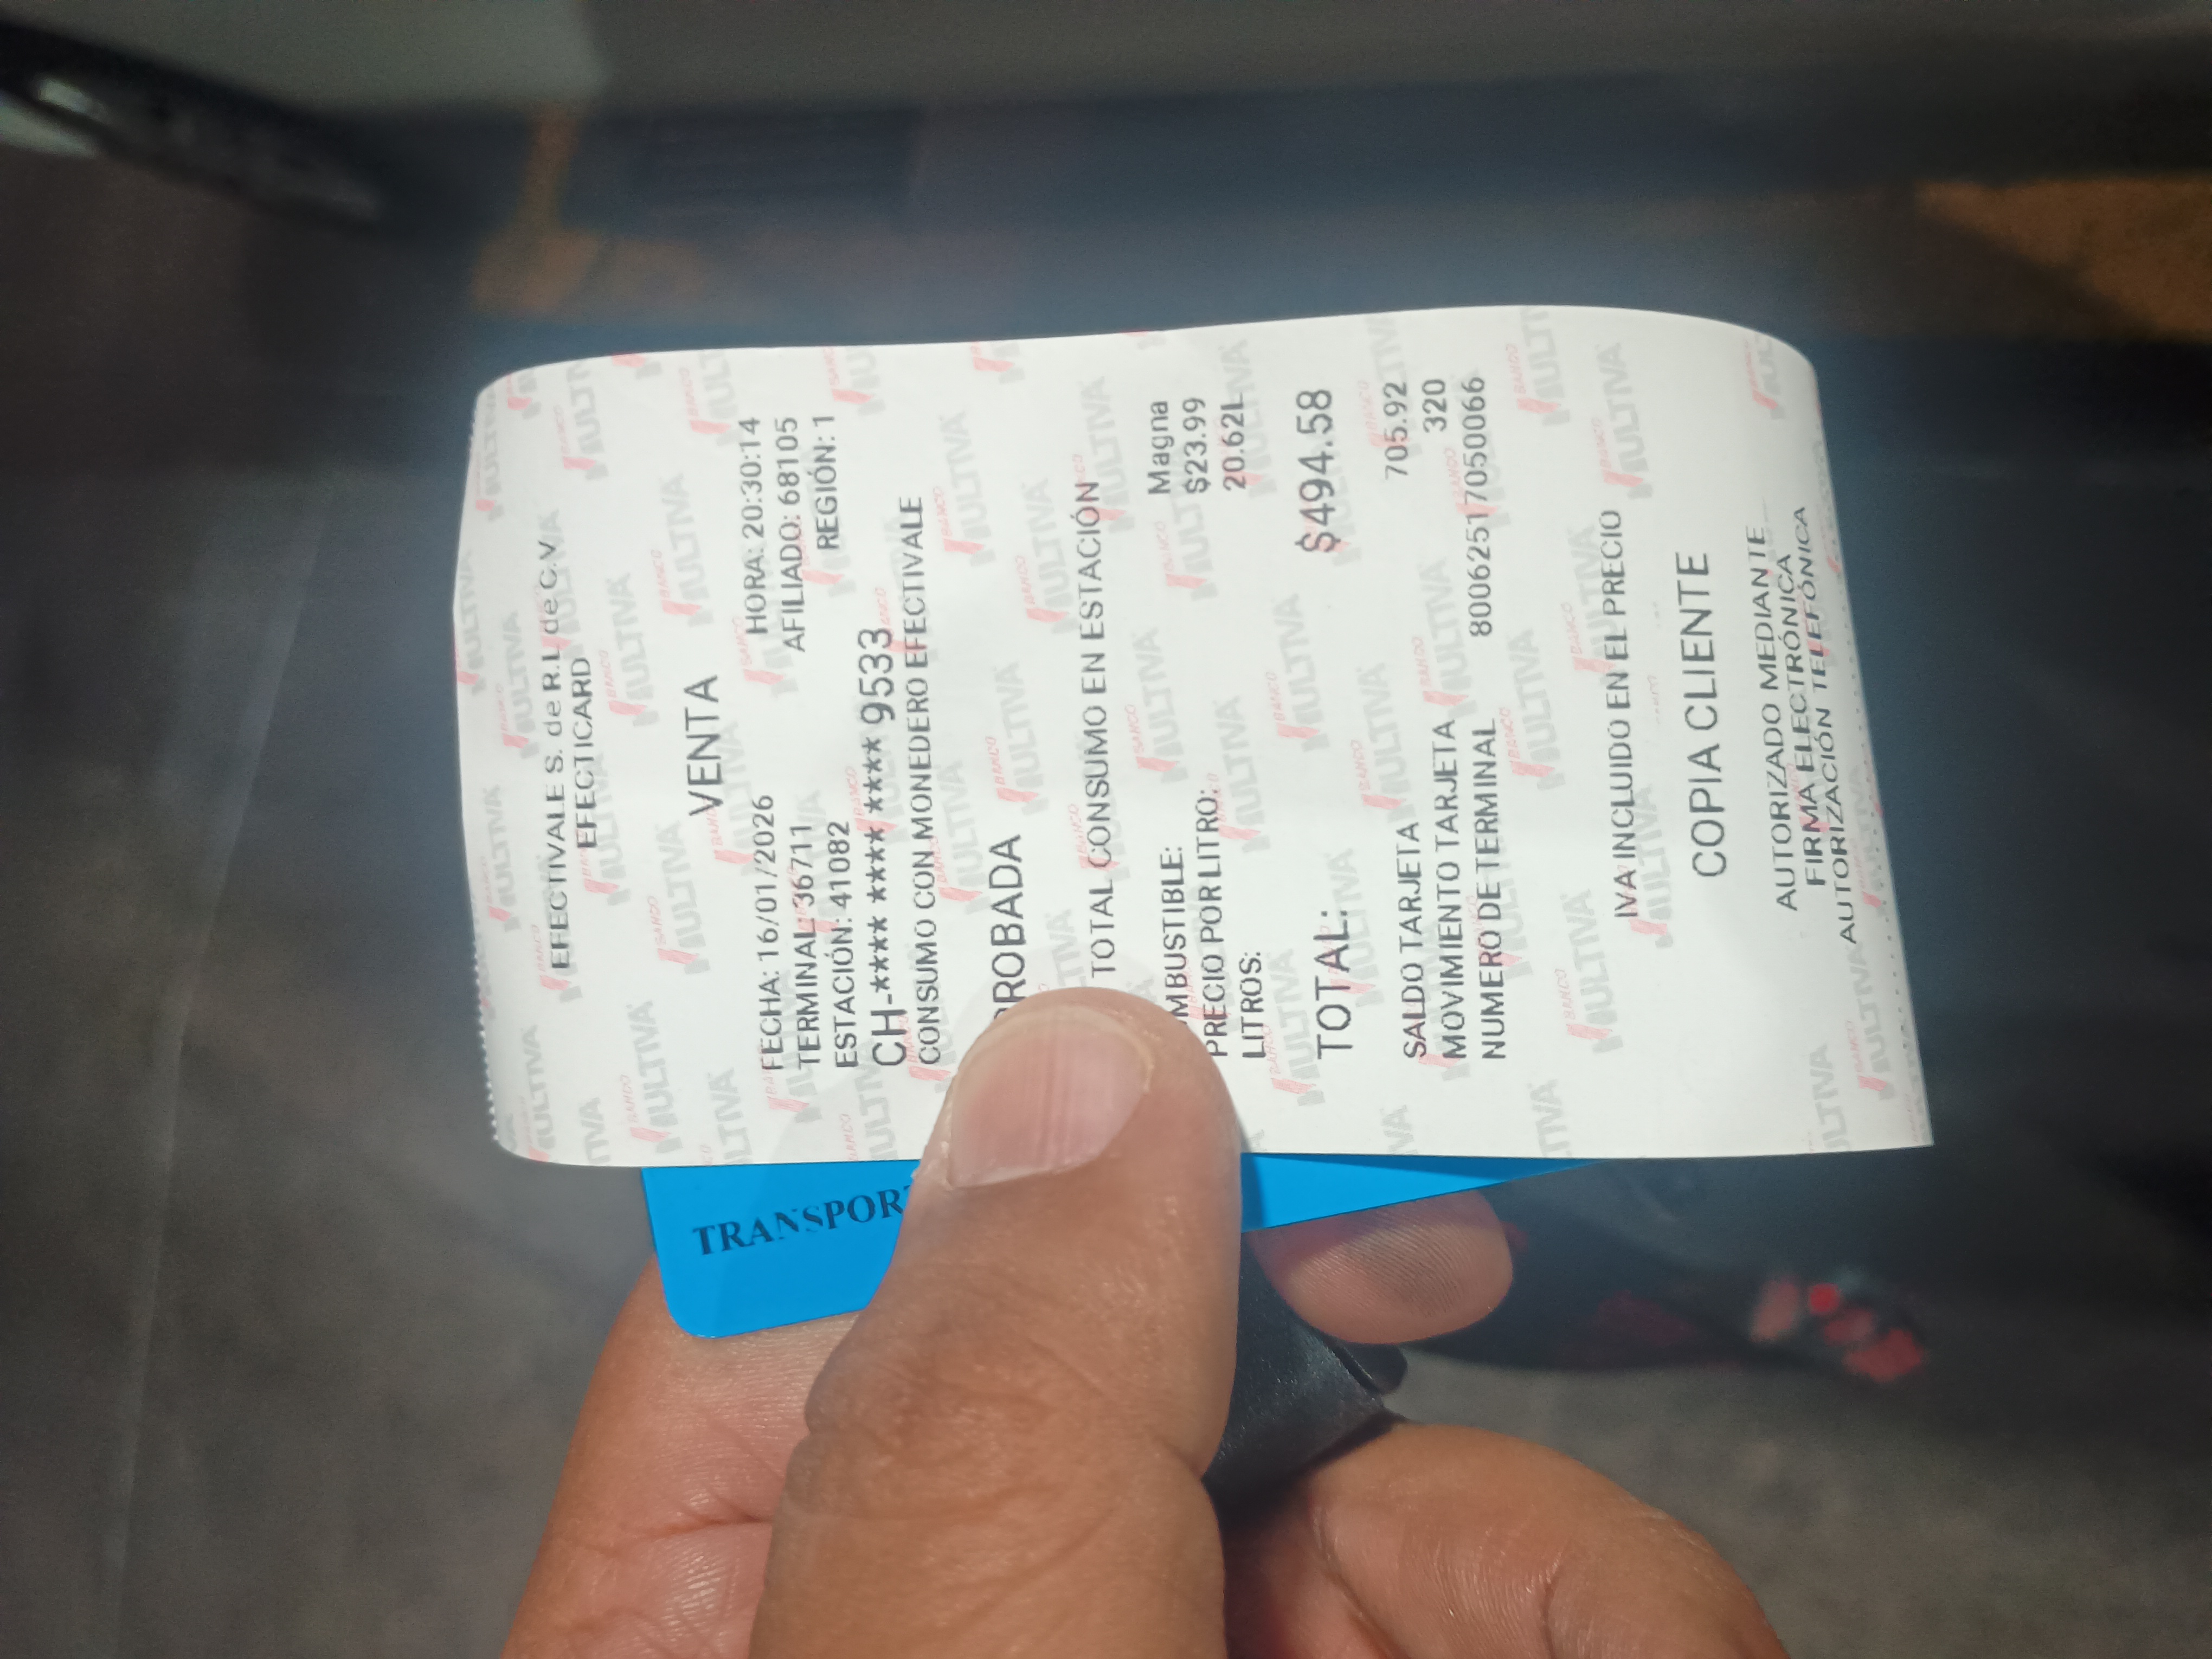 EFECTIVALE S. de R.L. de C.V.
EFECTICARD
VENTA
FECHA: 16/01/2026 HORA: 20:30:14
TERMINAL: 36711 AFILIADO: 68105
ESTACIÓN: 41082 REGIÓN: 1
CH-**** **** **** 9533
CONSUMO CON MONEDERO EFECTIVALE
ROBADA
TOTAL CONSUMO EN ESTACIÓN
MBUSTIBLE: Magna
PRECIO POR LITRO: $23.99
LITROS: 20.62L
TOTAL: $494.58
SALDO TARJETA 705.92
MOVIMIENTO TARJETA 320
NUMERO DE TERMINAL 80062517050066
IVA INCLUIDO EN EL PRECIO
COPIA CLIENTE
AUTORIZADO MEDIANTE
FIRMA ELECTRÓNICA
AUTORIZACIÓN TELEFÓNICA
BANCO
MULTIVA
TRANSPOR